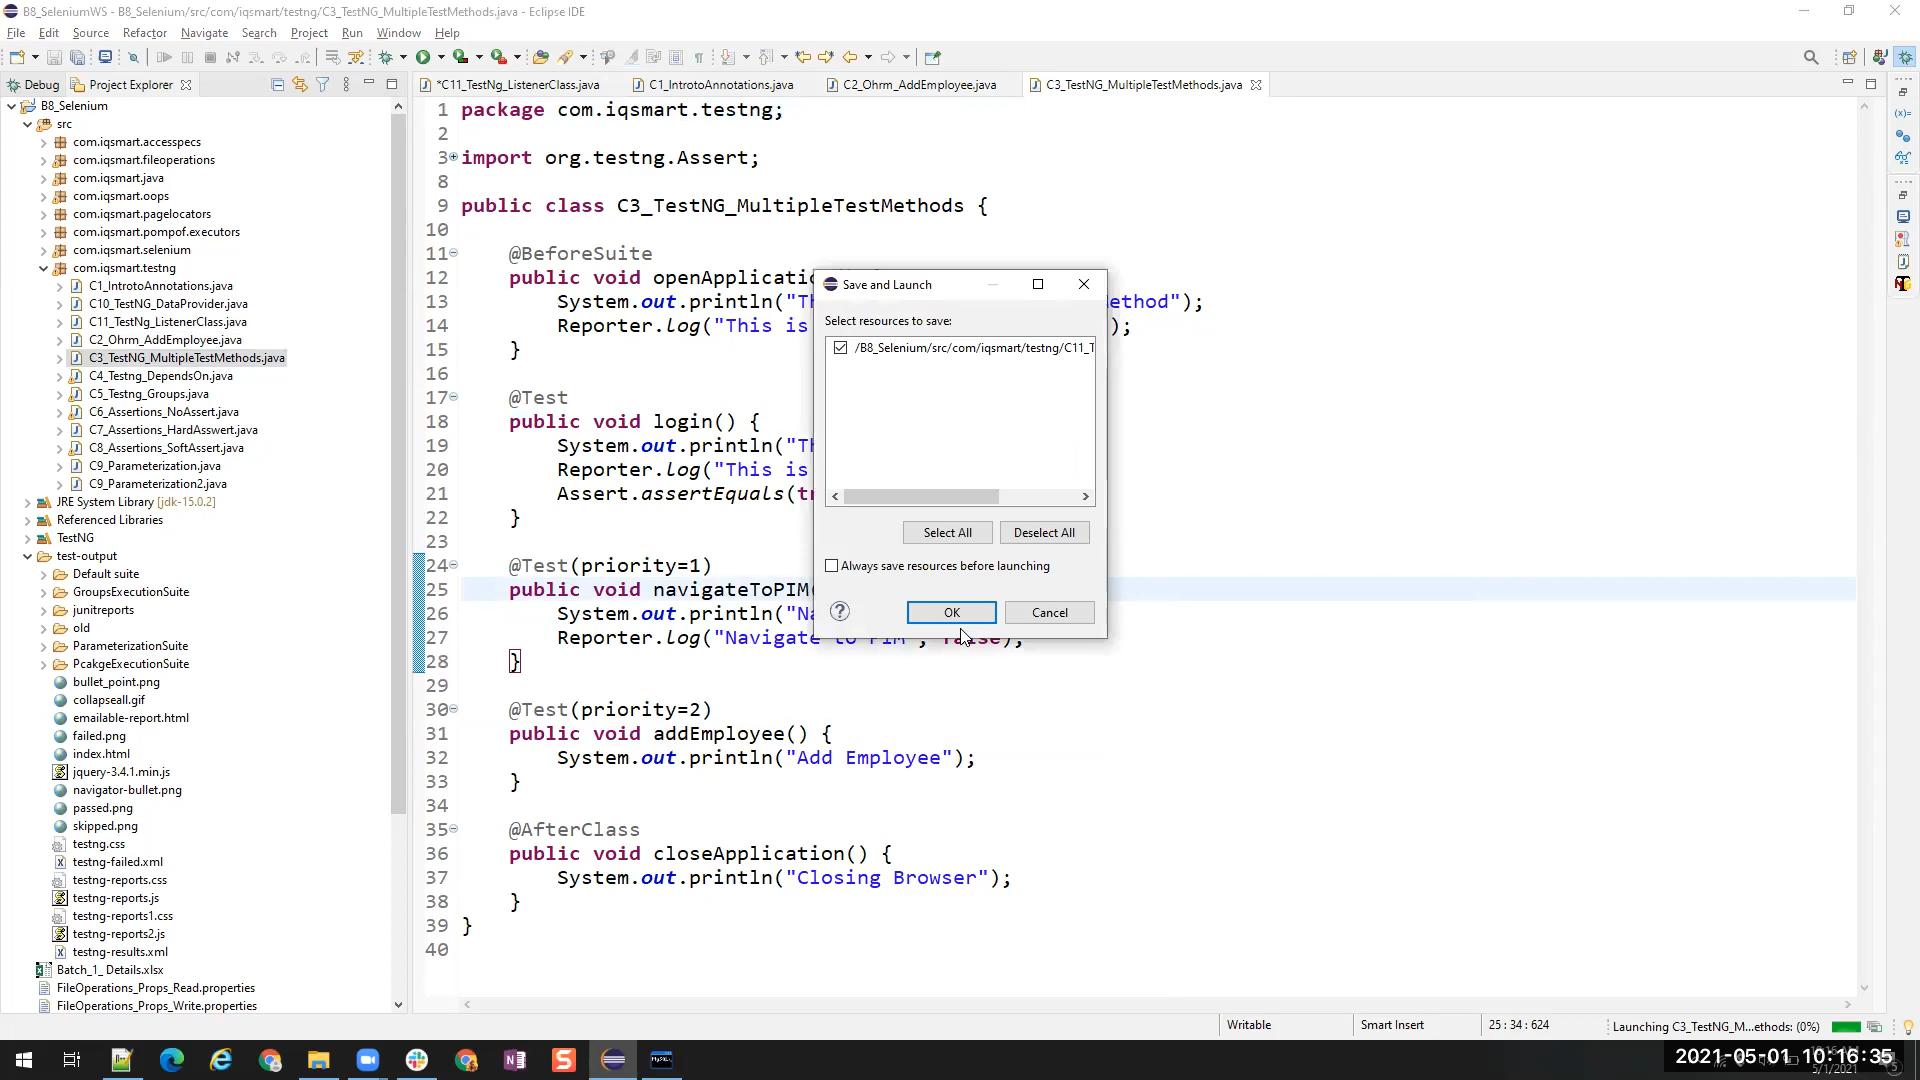 B8_SeleniumWS - B8_Selenium/src/com/iqsmart/testng/C3_TestNG_MultipleTestMethods.java - Eclipse IDE
File Edit Source Refactor Navigate Search Project Run Window Help
Debug Project Explorer
*C11_TestNg_ListenerClass.java C1_IntrotoAnnotations.java C2_Ohrm_AddEmployee.java C3_TestNG_MultipleTestMethods.java
B8_Selenium
src
com.iqsmart.accesspecs
com.iqsmart.fileoperations
com.iqsmart.java
com.iqsmart.oops
com.iqsmart.pagelocators
com.iqsmart.pompof.executors
com.iqsmart.selenium
com.iqsmart.testng
C1_IntrotoAnnotations.java
C10_TestNG_DataProvider.java
C11_TestNg_ListenerClass.java
C2_Ohrm_AddEmployee.java
C3_TestNG_MultipleTestMethods.java
C4_Testng_DependsOn.java
C5_Testng_Groups.java
C6_Assertions_NoAssert.java
C7_Assertions_HardAsswert.java
C8_Assertions_SoftAssert.java
C9_Parameterization.java
C9_Parameterization2.java
JRE System Library [jdk-15.0.2]
Referenced Libraries
TestNG
test-output
Default suite
GroupsExecutionSuite
junitreports
old
ParameterizationSuite
PcakgeExecutionSuite
bullet_point.png
collapseall.gif
emailable-report.html
failed.png
index.html
jquery-3.4.1.min.js
navigator-bullet.png
passed.png
skipped.png
testng.css
testng-failed.xml
testng-reports.css
testng-reports.js
testng-reports1.css
testng-reports2.js
testng-results.xml
Batch_1_ Details.xlsx
FileOperations_Props_Read.properties
FileOperations_Props_Write.properties
1 package com.iqsmart.testng;
2
3 import org.testng.Assert;
8
9 public class C3_TestNG_MultipleTestMethods {
10
11 @BeforeSuite
12 public void openApplicatio
13 System.out.println("Th ethod");
14 Reporter.log("This is );
15 }
16
17 @Test
18 public void login() {
19 System.out.println("Th
20 Reporter.log("This is
21 Assert.assertEquals(tr
22 }
23
24 @Test(priority=1)
25 public void navigateToPIM(
26 System.out.println("Na
27 Reporter.log("Navigate to PIM", false);
28 }
29
30 @Test(priority=2)
31 public void addEmployee() {
32 System.out.println("Add Employee");
33 }
34
35 @AfterClass
36 public void closeApplication() {
37 System.out.println("Closing Browser");
38 }
39 }
40
Save and Launch
Select resources to save:
/B8_Selenium/src/com/iqsmart/testng/C11_T
Select All Deselect All
Always save resources before launching
OK Cancel
Writable Smart Insert 25 : 34 : 624 Launching C3_TestNG_M...ethods: (0%)
2021-05-01 10:16:35
5/1/2021